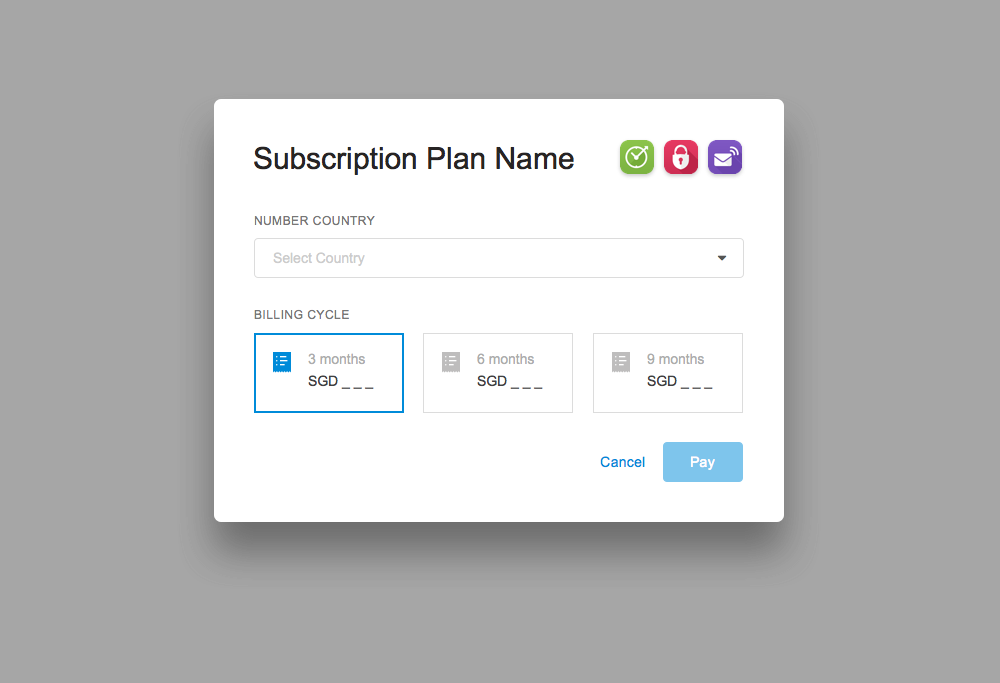 Subscription Plan Name
NUMBER COUNTRY
Select Country
BILLING CYCLE
3 months
SGD _ _ _
6 months
SGD _ _ _
9 months
SGD _ _ _
Cancel
Pay